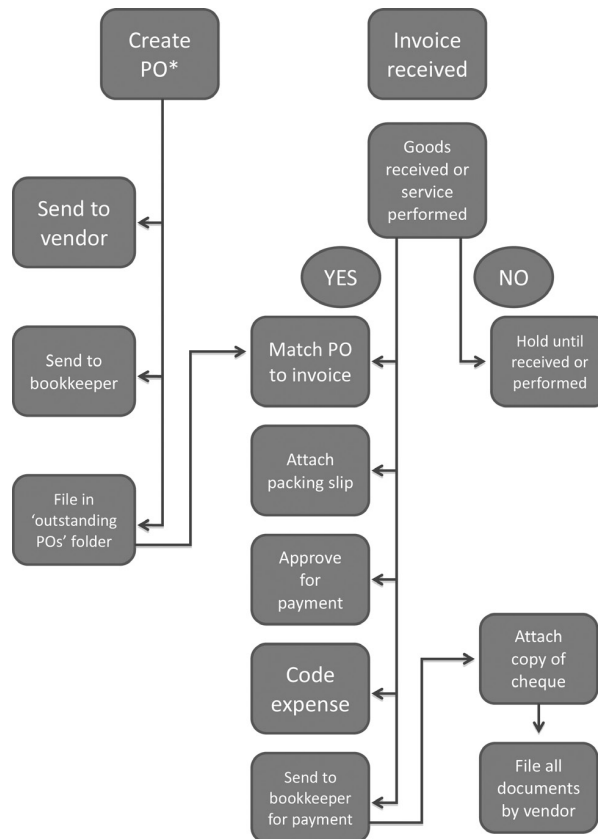 Create
PO*
Send to
vendor
Send to
bookkeeper
File in
‘outstanding
POs’ folder
Invoice
received
Goods
received or
service
performed
YES
NO
Match PO
to invoice
Hold until
received or
performed
Attach
packing slip
Approve
for
payment
Code
expense
Send to
bookkeeper
for payment
Attach
copy of
cheque
File all
documents
by vendor